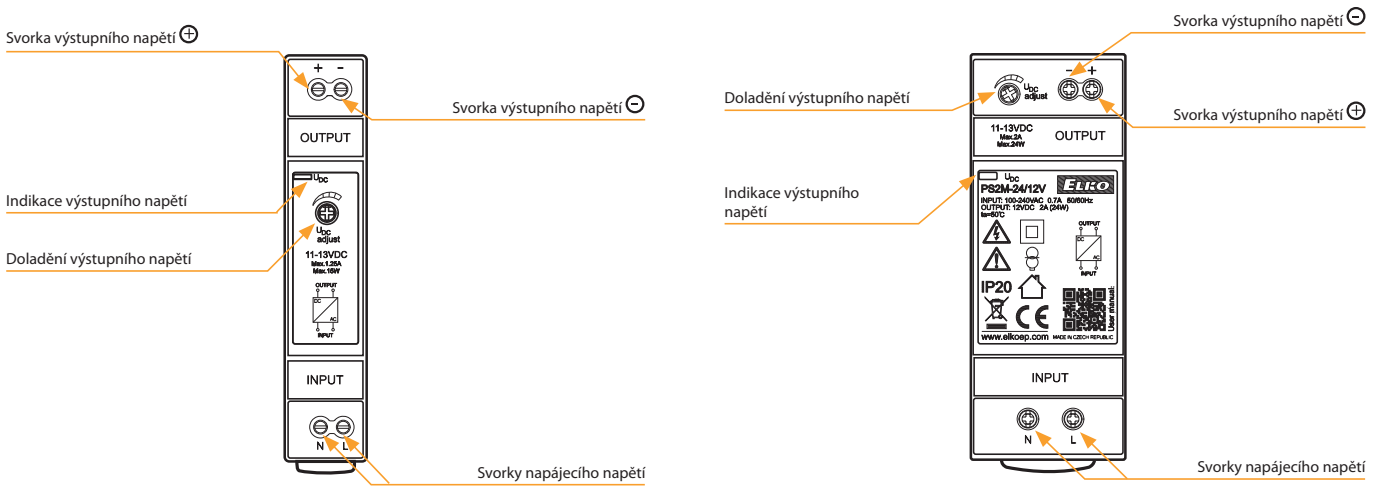 Svorka výstupního napětí ⊕
+ -
Svorka výstupního napětí ⊖
OUTPUT
UDC
Indikace výstupního napětí
UDC
adjust
Doladění výstupního napětí
11-13VDC
Max.1.25A
Max.15W
OUTPUT
DC
AC
INPUT
INPUT
N L
Svorky napájecího napětí
Svorka výstupního napětí ⊖
- +
Doladění výstupního napětí
UDC
adjust
Svorka výstupního napětí ⊕
11-13VDC
Max.2A
Max.24W
OUTPUT
Indikace výstupního
napětí
UDC
PS2M-24/12V
ELKO
INPUT: 100-240VAC 0.7A 50/60Hz
OUTPUT: 12VDC 2A (24W)
ta=60°C
OUTPUT
DC
AC
INPUT
IP20
CE
User manual:
www.elkoep.com
MADE IN CZECH REPUBLIC
INPUT
N L
Svorky napájecího napětí